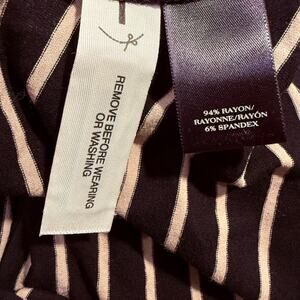 REMOVE BEFORE WEARING
OR WASHING
94% RAYON/
RAYONNE/RAYÓN
6% SPANDEX